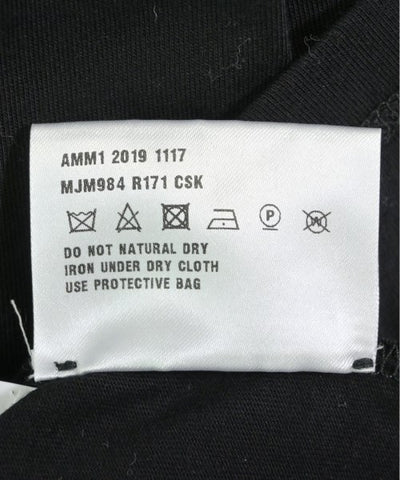 AMM1 2019 1117
MJM984 R171 CSK
P W
DO NOT NATURAL DRY
IRON UNDER DRY CLOTH
USE PROTECTIVE BAG